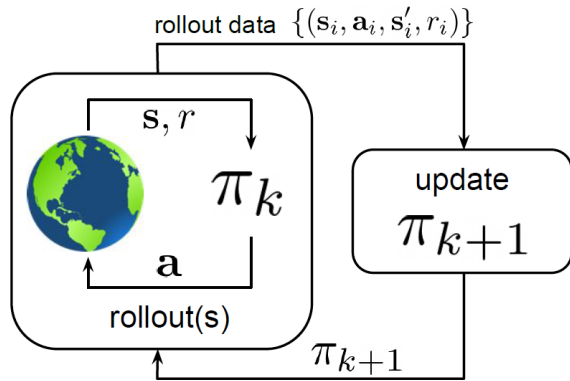 rollout data {(s_i, a_i, s'_i, r_i)}
s, r
π_k
a
rollout(s)
update
π_{k+1}
π_{k+1}